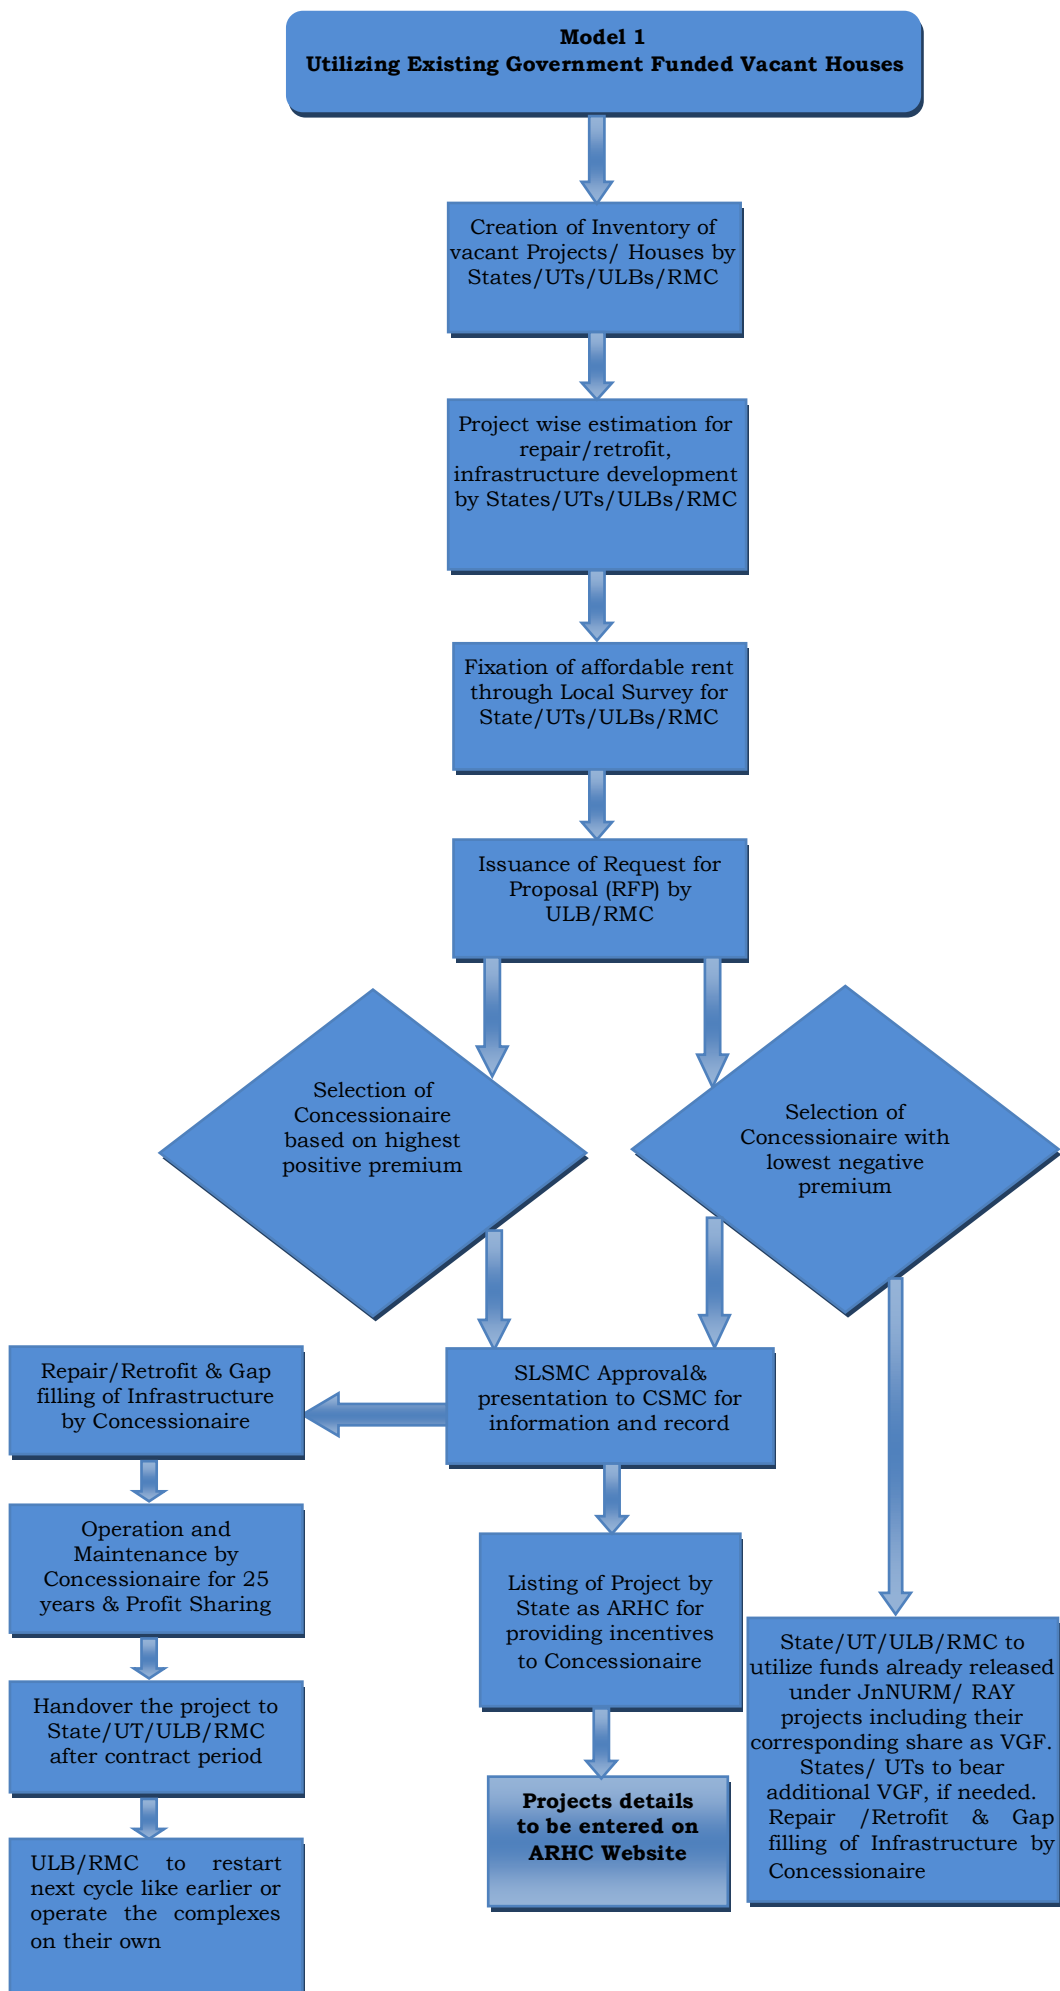 Model 1
Utilizing Existing Government Funded Vacant Houses
Creation of Inventory of
vacant Projects/ Houses by
States/UTs/ULBs/RMC
Project wise estimation for
repair/retrofit,
infrastructure development
by States/UTs/ULBs/RMC
Fixation of affordable rent
through Local Survey for
State/UTs/ULBs/RMC
Issuance of Request for
Proposal (RFP) by
ULB/RMC
Selection of
Concessionaire
based on highest
positive premium
Selection of
Concessionaire with
lowest negative
premium
SLSMC Approval&
presentation to CSMC for
information and record
Repair/Retrofit & Gap
filling of Infrastructure
by Concessionaire
Operation and
Maintenance by
Concessionaire for 25
years & Profit Sharing
Handover the project to
State/UT/ULB/RMC
after contract period
ULB/RMC to restart
next cycle like earlier or
operate the complexes
on their own
Listing of Project by
State as ARHC for
providing incentives
to Concessionaire
Projects details
to be entered on
ARHC Website
State/UT/ULB/RMC to
utilize funds already released
under JnNURM/ RAY
projects including their
corresponding share as VGF.
States/ UTs to bear
additional VGF, if needed.
Repair /Retrofit & Gap
filling of Infrastructure by
Concessionaire